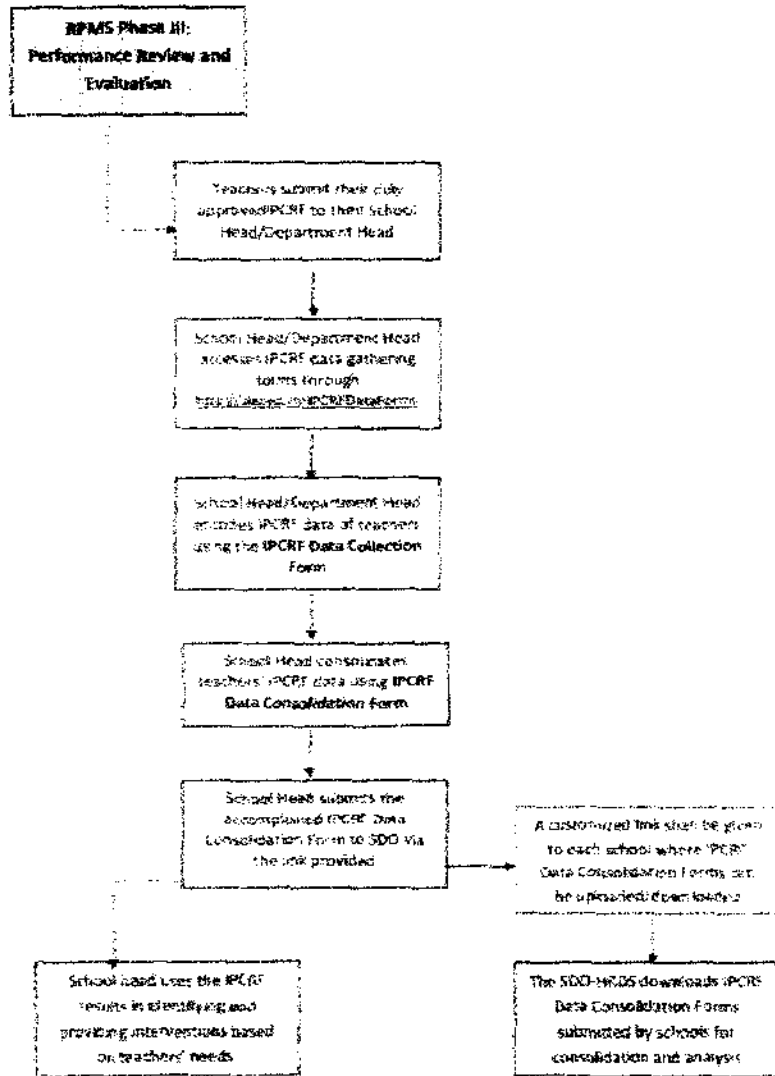 RPMS Phase III:
Performance Review and
Evaluation
Teachers submit their duly
approved IPCRF to their School
Head/Department Head
School Head/Department Head
accesses IPCRF data gathering
forms through
School Head/Department Head
encodes IPCRF data of teachers
using the IPCRF Data Collection
Form
School Head consolidates
teachers' IPCRF data using IPCRF
Data Consolidation Form
School Head submits the
accomplished IPCRF Data
Consolidation Form to SDO via
the link provided
A customized link shall be given
to each school where IPCRF
Data Consolidation Forms can
be uploaded/downloaded
School head uses the IPCRF
results in identifying and
providing interventions based
on teachers' needs
The SDO-HRDS downloads IPCRF
Data Consolidation Forms
submitted by schools for
consolidation and analysis